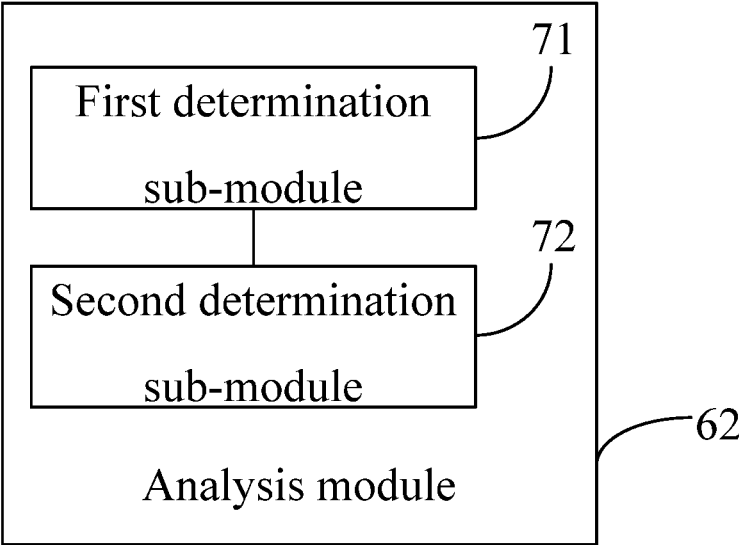 71
First determination
sub-module
72
Second determination
sub-module
62
Analysis module